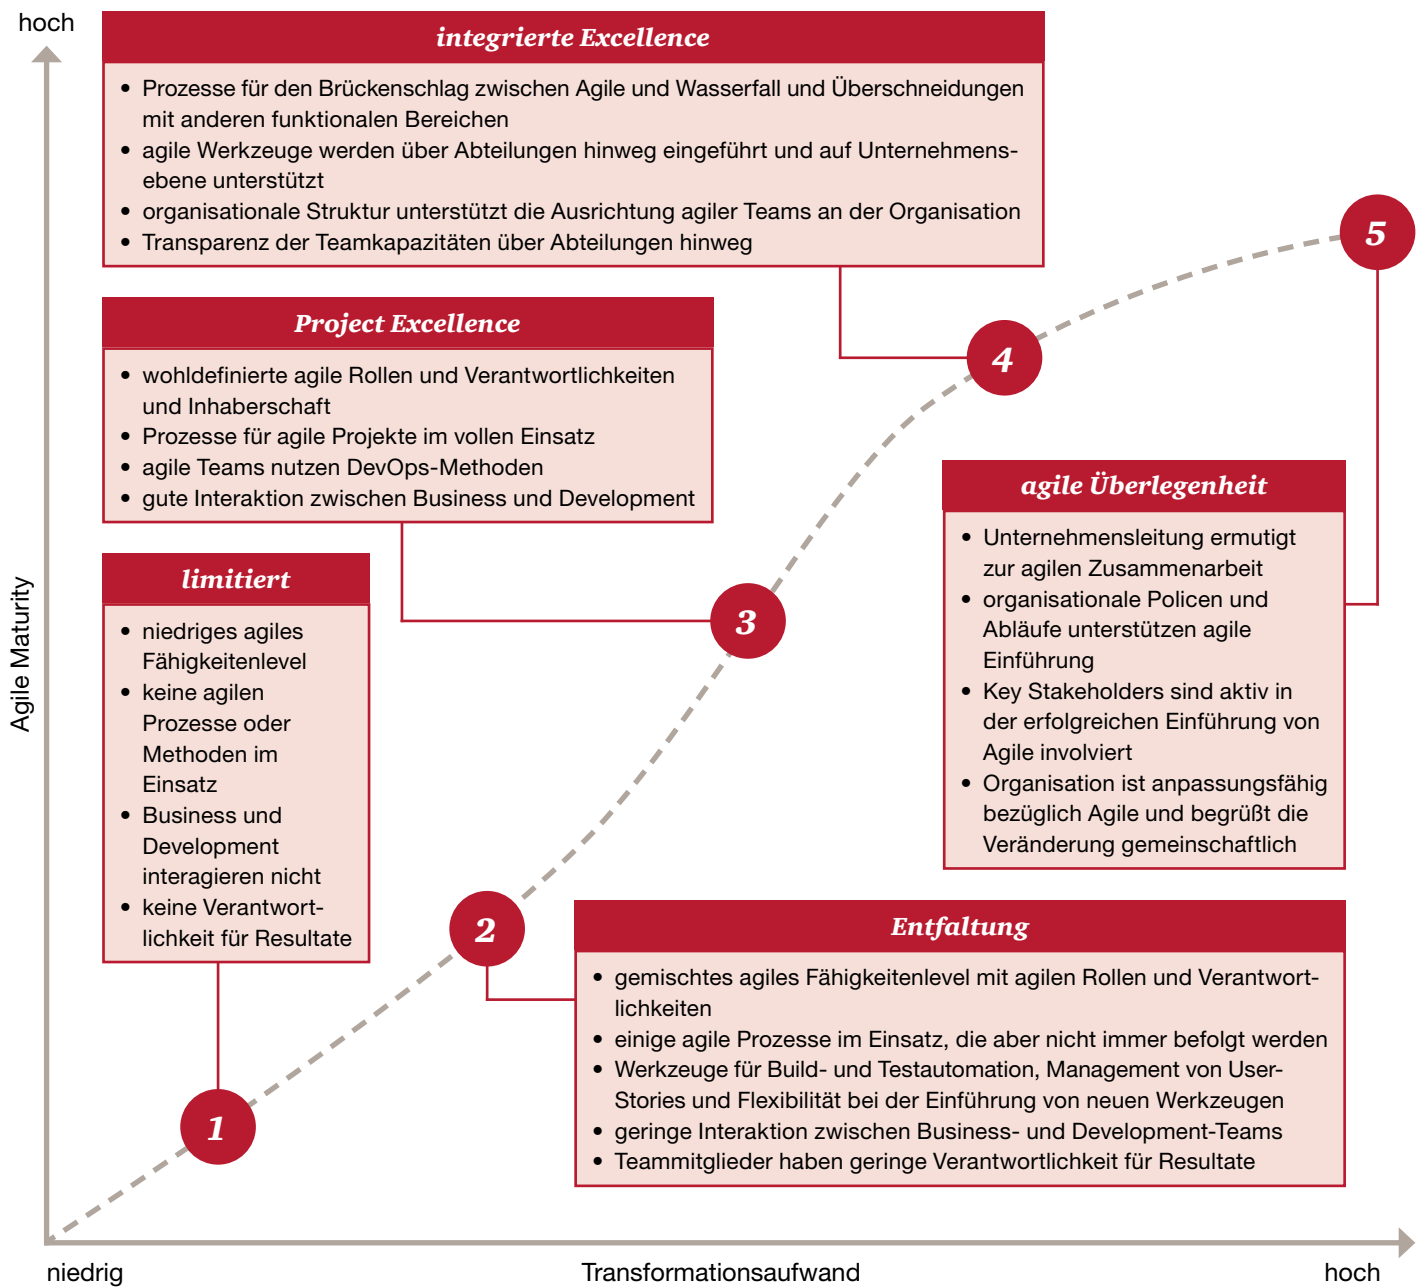 hoch
integrierte Excellence
• Prozesse für den Brückenschlag zwischen Agile und Wasserfall und Überschneidungen
mit anderen funktionalen Bereichen
• agile Werkzeuge werden über Abteilungen hinweg eingeführt und auf Unternehmens-
ebene unterstützt
• organisationale Struktur unterstützt die Ausrichtung agiler Teams an der Organisation
• Transparenz der Teamkapazitäten über Abteilungen hinweg
5
Project Excellence
• wohldefinierte agile Rollen und Verantwortlichkeiten
und Inhaberschaft
• Prozesse für agile Projekte im vollen Einsatz
• agile Teams nutzen DevOps-Methoden
• gute Interaktion zwischen Business und Development
4
agile Überlegenheit
• Unternehmensleitung ermutigt
zur agilen Zusammenarbeit
• organisationale Policen und
Abläufe unterstützen agile
Einführung
• Key Stakeholders sind aktiv in
der erfolgreichen Einführung von
Agile involviert
• Organisation ist anpassungsfähig
bezüglich Agile und begrüßt die
Veränderung gemeinschaftlich
limitiert
• niedriges agiles
Fähigkeitenlevel
• keine agilen
Prozesse oder
Methoden im
Einsatz
• Business und
Development
interagieren nicht
• keine Verantwort-
lichkeit für Resultate
3
Agile Maturity
2
Entfaltung
• gemischtes agiles Fähigkeitenlevel mit agilen Rollen und Verantwort-
lichkeiten
• einige agile Prozesse im Einsatz, die aber nicht immer befolgt werden
• Werkzeuge für Build- und Testautomation, Management von User-
Stories und Flexibilität bei der Einführung von neuen Werkzeugen
• geringe Interaktion zwischen Business- und Development-Teams
• Teammitglieder haben geringe Verantwortlichkeit für Resultate
1
niedrig
Transformationsaufwand
hoch